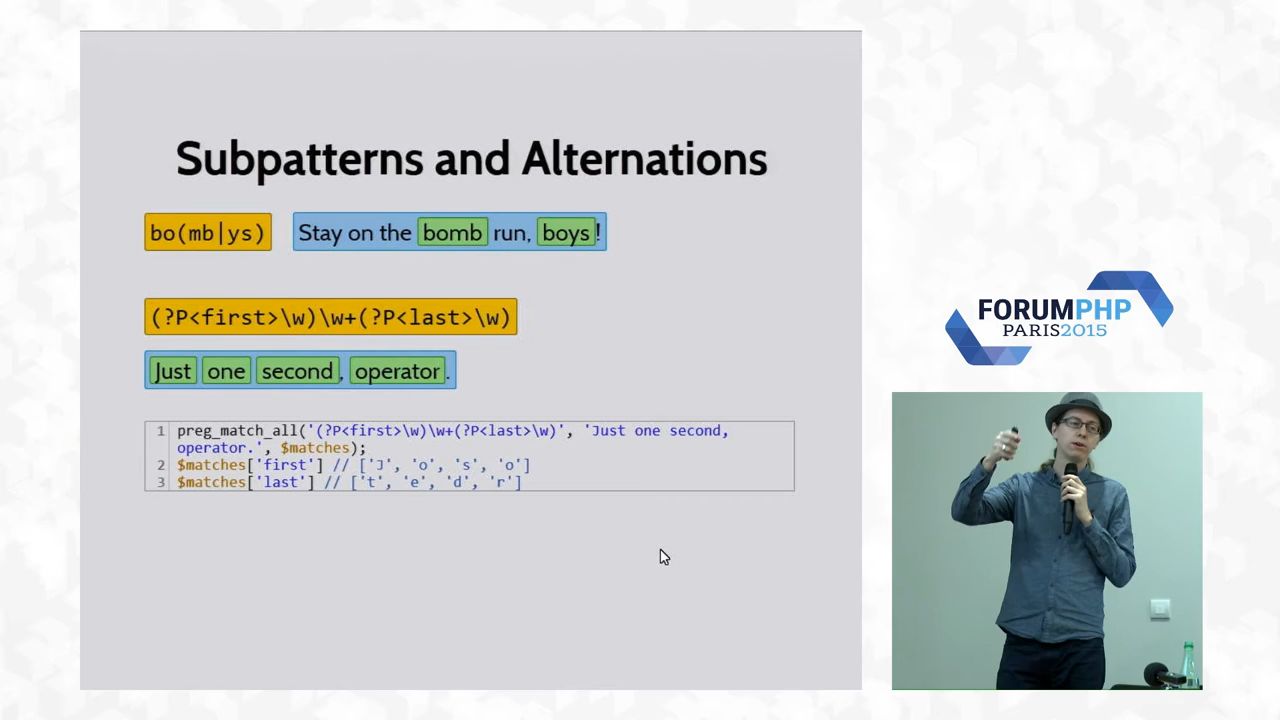 Subpatterns and Alternations
bo(mb|ys)
Stay on the bomb run, boys!
(?P<first>\w)\w+(?P<last>\w)
Just one second, operator.
1 preg_match_all('(?P<first>\w)\w+(?P<last>\w)', 'Just one second,
operator.', $matches);
2 $matches['first'] // ['J', 'o', 's', 'o']
3 $matches['last'] // ['t', 'e', 'd', 'r']
FORUMPHP
PARIS2015